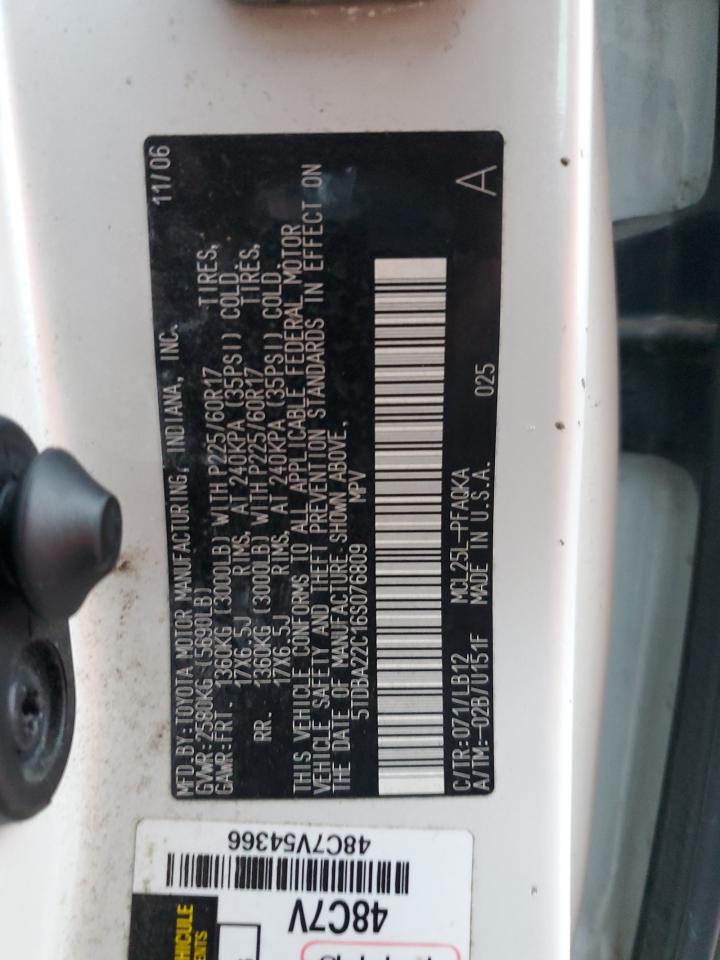 MFD.BY:TOYOTA MOTOR MANUFACTURING, INDIANA, INC. 11/06
GVWR:2580KG (5690LB)
GAWR:FRT. 1360KG (3000LB) WITH P225/60R17 TIRES,
17X6.5J RIMS, AT 240KPA (35PSI) COLD.
RR. 1360KG (3000LB) WITH P225/60R17 TIRES,
17X6.5J RIMS, AT 240KPA (35PSI) COLD.
THIS VEHICLE CONFORMS TO ALL APPLICABLE FEDERAL MOTOR
VEHICLE SAFETY AND THEFT PREVENTION STANDARDS IN EFFECT ON
THE DATE OF MANUFACTURE SHOWN ABOVE.
5TDBA22C16S076809 MPV
C/TR:071/LB12 MCL25L-PFAQKA 025
A/TM:-02B/U151F MADE IN U.S.A. A
48C7V54366
48C7V
VEHICULE